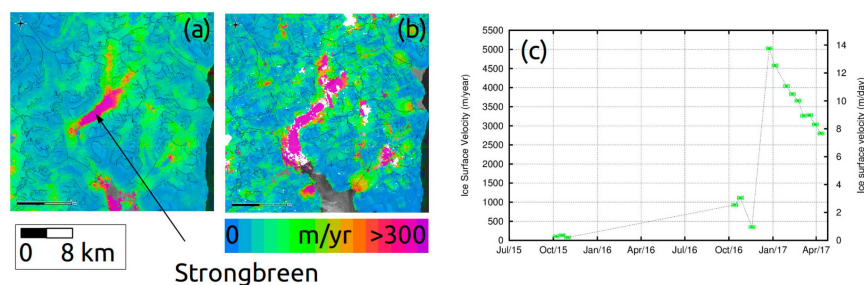 (a)
(b)
0 8 km
0 m/yr >300
Strongbreen
(c)
Ice Surface Velocity (m/year)
5500
5000
4500
4000
3500
3000
2500
2000
1500
1000
500
0
Jul/15 Oct/15 Jan/16 Apr/16 Jul/16 Oct/16 Jan/17 Apr/17
14
12
10
8
6
4
2
0
Ice surface velocity (m/day)